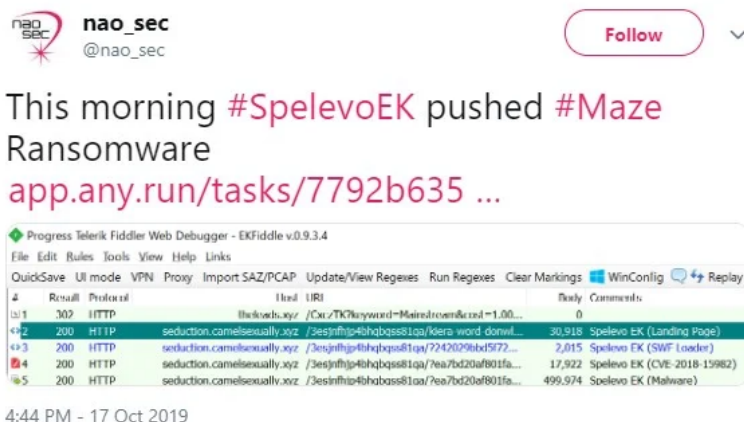 nao_sec
nao_sec
@nao_sec
Follow
This morning #SpelevoEK pushed #Maze
Ransomware
app.any.run/tasks/7792b635 ...
Progress Telerik Fiddler Web Debugger - EKFiddle v.0.9.3.4
File Edit Rules Tools View Help Links
QuickSave UI mode VPN Proxy Import SAZ/PCAP Update/View Regexes Run Regexes Clear Markings WinConfig Replay
# Result Protocol Host URI Body Comments
1 302 HTTP 0
2 200 HTTP seduction.camelsexually.xyz 30,918 Spelevo EK (Landing Page)
3 200 HTTP seduction.camelsexually.xyz 2,015 Spelevo EK (SWF Loader)
4 200 HTTP seduction.camelsexually.xyz 17,922 Spelevo EK (CVE-2018-15982)
5 200 HTTP seduction.camelsexually.xyz 499,974 Spelevo EK (Malware)
4:44 PM - 17 Oct 2019